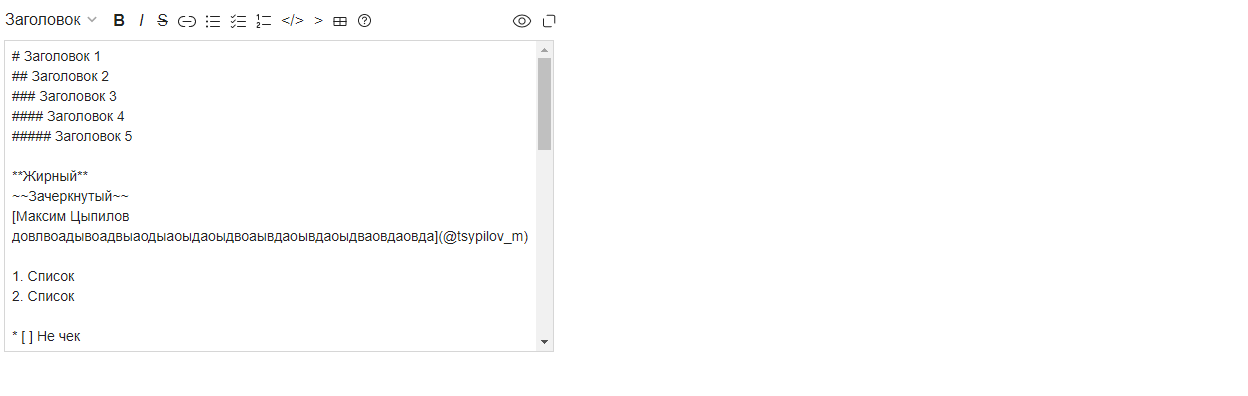 Заголовок B I S </> > ?
# Заголовок 1
## Заголовок 2
### Заголовок 3
#### Заголовок 4
##### Заголовок 5
**Жирный**
~~Зачеркнутый~~
[Максим Цыпилов
довлвоадывоадвыаодыаоыдаоыдвоаывдаоывдаоыдваовдаовда](@tsypilov_m)
1. Список
2. Список
* [ ] Не чек